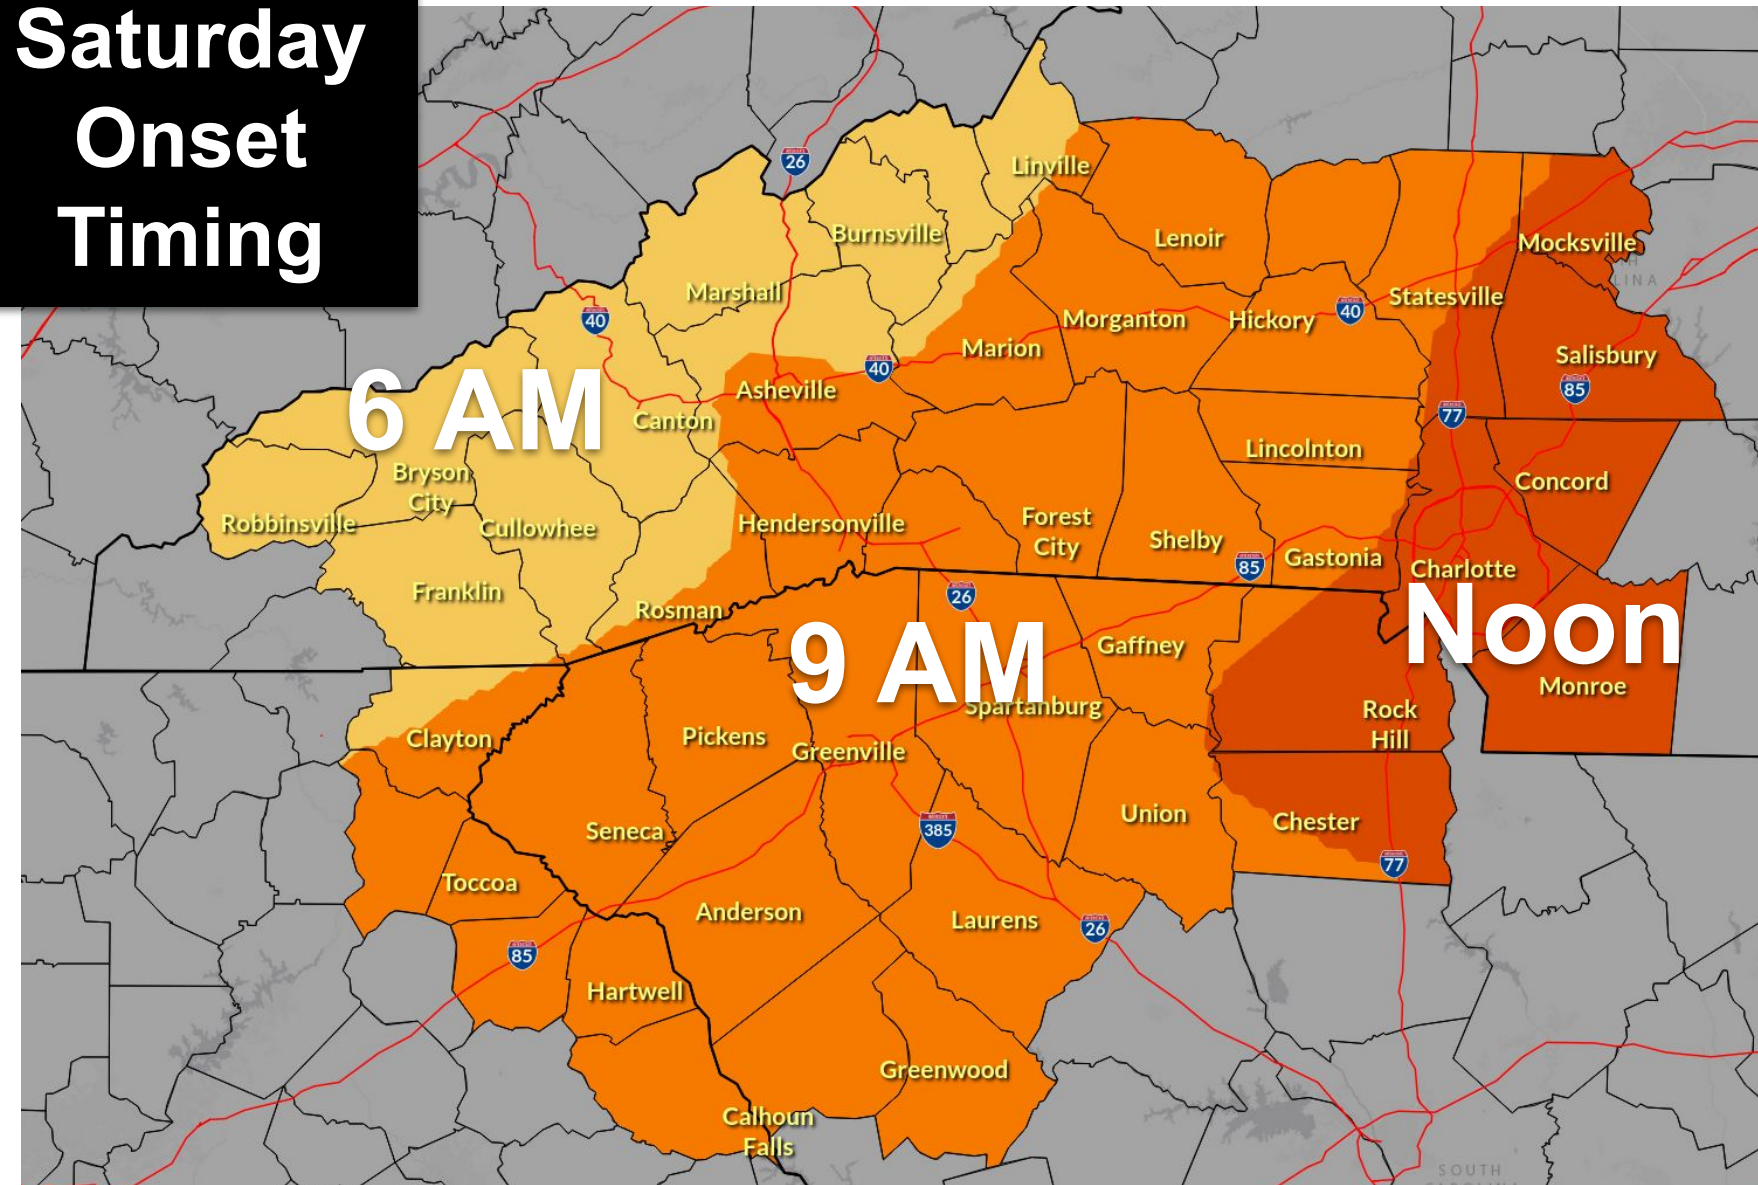 Saturday
Onset
Timing
26
Linville
Burnsville
Lenoir
Mocksville
LINA
Marshall
Statesville
40
40
Morganton
Hickory
Marion
Salisbury
40
85
Asheville
6 AM
77
Canton
Lincolnton
Bryson
City
Concord
Robbinsville
Cullowhee
Hendersonville
Forest
City
Shelby
Gastonia
85
Charlotte
Franklin
26
Rosman
Noon
9 AM
Gaffney
Monroe
Spartanburg
Rock
Hill
Clayton
Pickens
Greenville
Seneca
385
Union
Chester
77
Toccoa
Anderson
Laurens
26
85
Hartwell
Greenwood
Calhoun
Falls
SOUTH